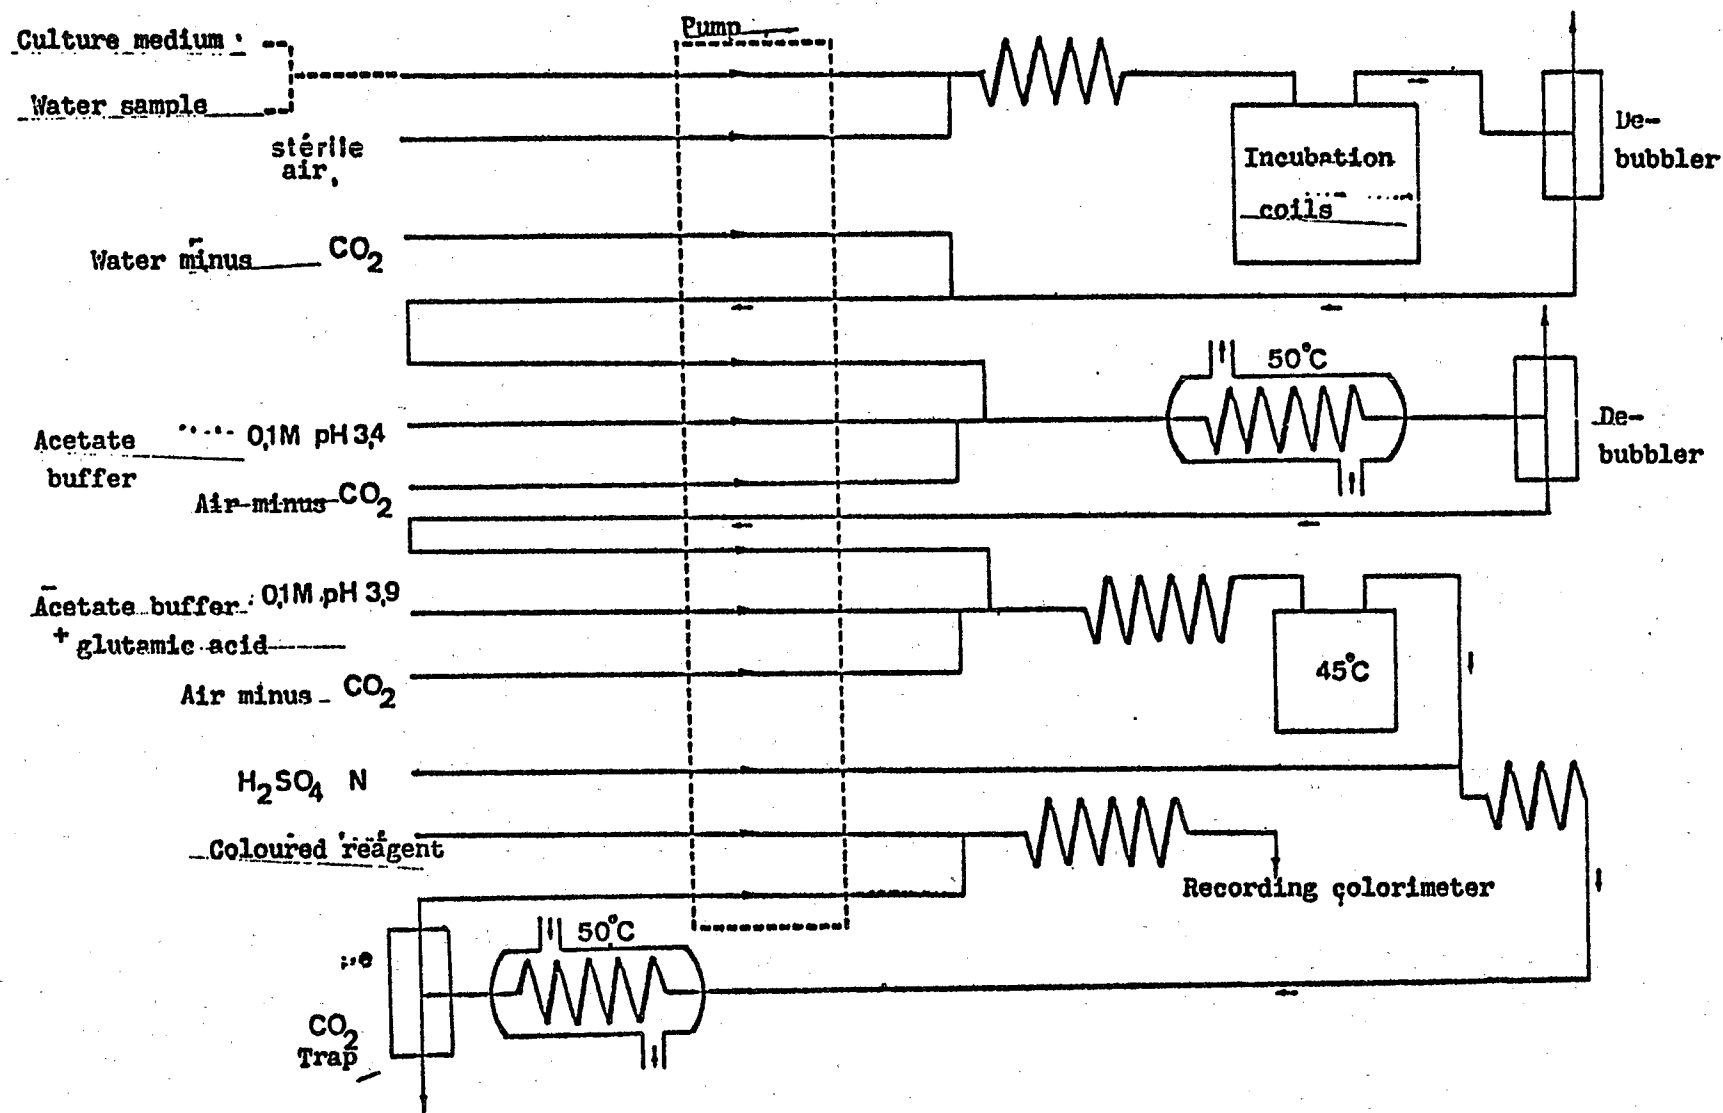 Pump
Culture medium
Water sample
stérile
air
Water minus CO2
Incubation
coils
De-
bubbler
50°C
Acetate 0,1M pH 3,4
buffer
Air minus CO2
De-
bubbler
Acetate buffer 0,1M pH 3,9
+ glutamic acid
Air minus CO2
45°C
H2SO4 N
Coloured reagent
Recording colorimeter
50°C
CO2
Trap